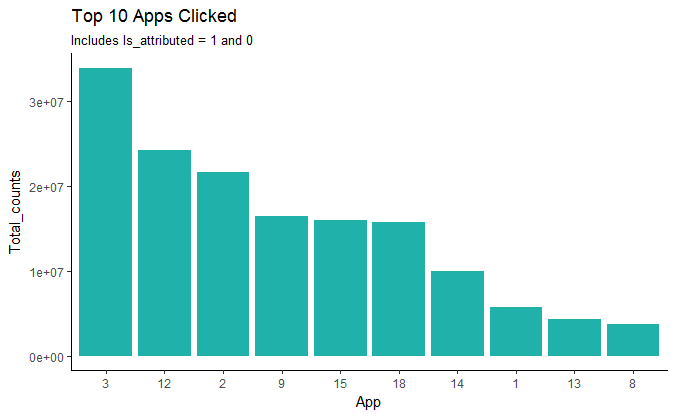 Top 10 Apps Clicked
Includes Is_attributed = 1 and 0
Total_counts
3e+07
2e+07
1e+07
0e+00
3 12 2 9 15 18 14 1 13 8
App